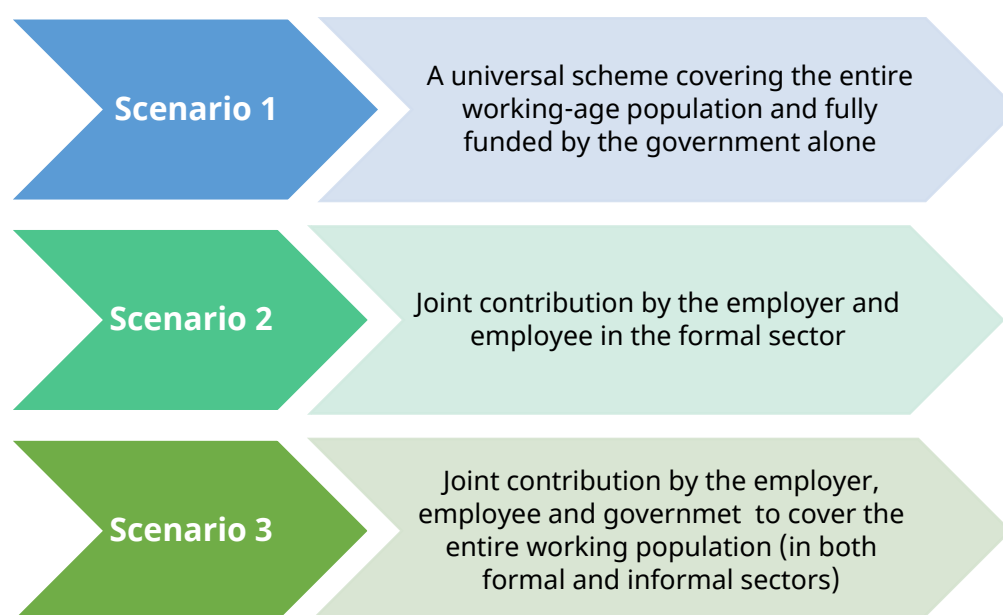 Scenario 1
A universal scheme covering the entire
working-age population and fully
funded by the government alone
Scenario 2
Joint contribution by the employer and
employee in the formal sector
Scenario 3
Joint contribution by the employer,
employee and governmet  to cover the
entire working population (in both
formal and informal sectors)